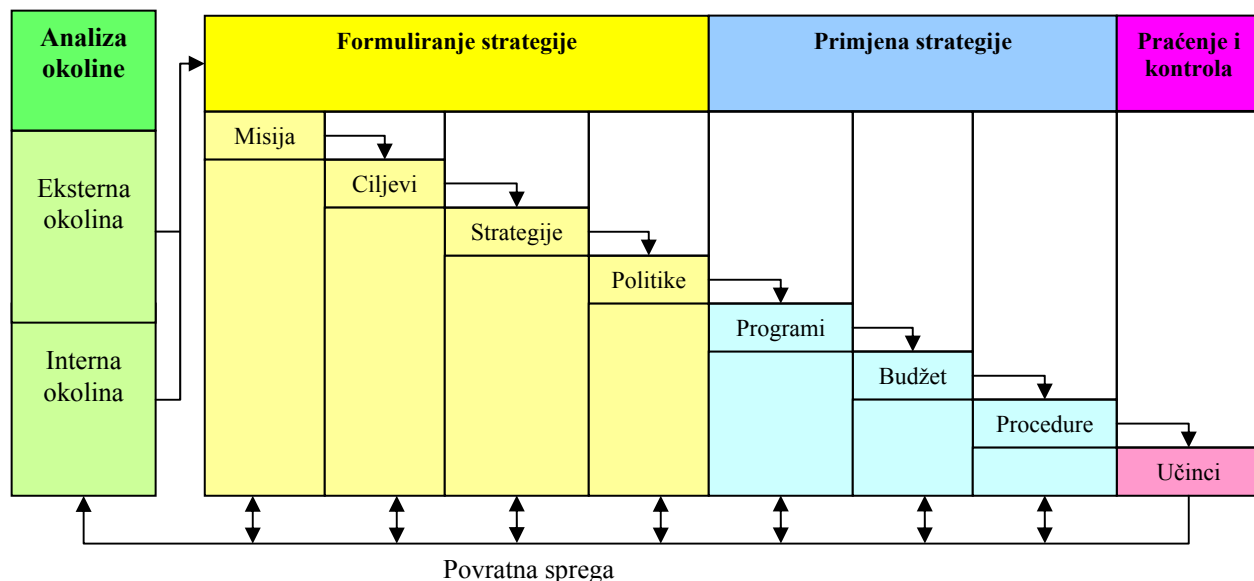 Analiza
okoline
Formuliranje strategije
Primjena strategije
Praćenje i
kontrola
Misija
Ciljevi
Eksterna
okolina
Strategije
Politike
Programi
Interna
okolina
Budžet
Procedure
Učinci
Povratna sprega